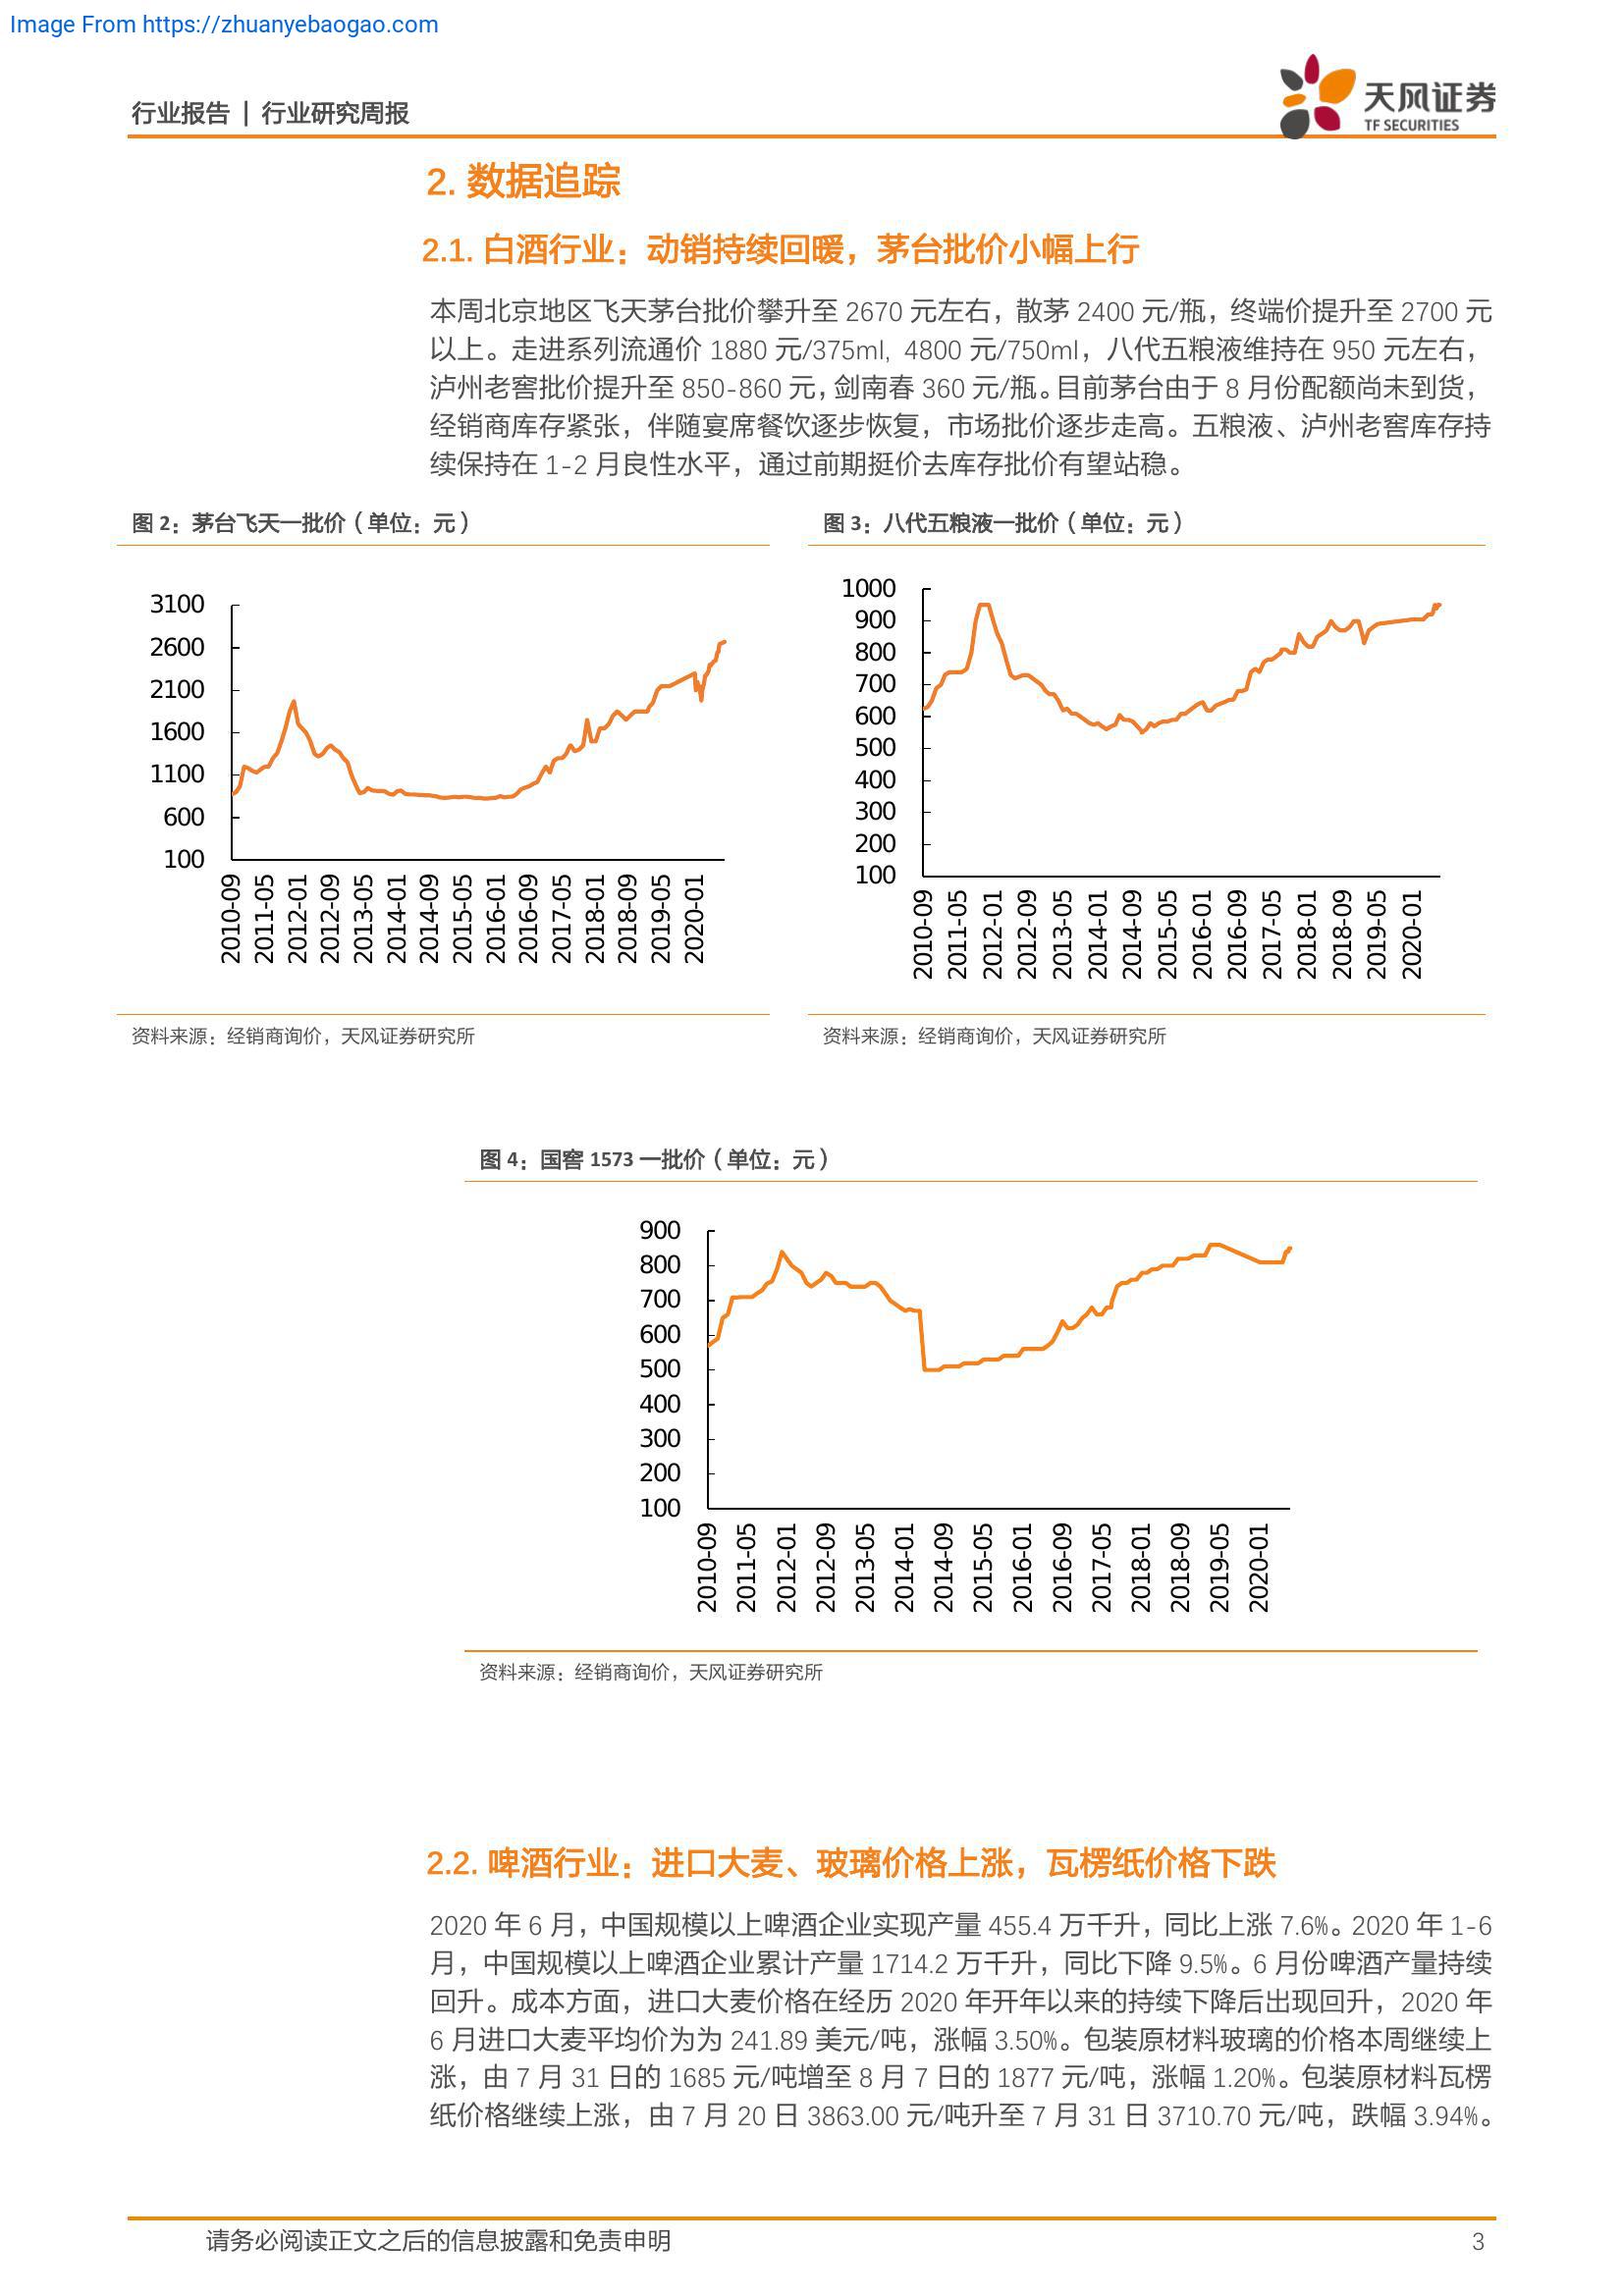 Image From https://zhuanyebaogao.com
行业报告 | 行业研究周报
天风证券
TF SECURITIES
2. 数据追踪
2.1. 白酒行业：动销持续回暖，茅台批价小幅上行
本周北京地区飞天茅台批价攀升至 2670 元左右，散茅 2400 元/瓶，终端价提升至 2700 元
以上。走进系列流通价 1880 元/375ml, 4800 元/750ml，八代五粮液维持在 950 元左右，
泸州老窖批价提升至 850-860 元，剑南春 360 元/瓶。目前茅台由于 8 月份配额尚未到货，
经销商库存紧张，伴随宴席餐饮逐步恢复，市场批价逐步走高。五粮液、泸州老窖库存持
续保持在 1-2 月良性水平，通过前期挺价去库存批价有望站稳。
图 2：茅台飞天一批价（单位：元）
3100
2600
2100
1600
1100
600
100
2010-09
2011-05
2012-01
2012-09
2013-05
2014-01
2014-09
2015-05
2016-01
2016-09
2017-05
2018-01
2018-09
2019-05
2020-01
资料来源：经销商询价，天风证券研究所
图 3：八代五粮液一批价（单位：元）
1000
900
800
700
600
500
400
300
200
100
2010-09
2011-05
2012-01
2012-09
2013-05
2014-01
2014-09
2015-05
2016-01
2016-09
2017-05
2018-01
2018-09
2019-05
2020-01
资料来源：经销商询价，天风证券研究所
图 4：国窖 1573 一批价（单位：元）
900
800
700
600
500
400
300
200
100
2010-09
2011-05
2012-01
2012-09
2013-05
2014-01
2014-09
2015-05
2016-01
2016-09
2017-05
2018-01
2018-09
2019-05
2020-01
资料来源：经销商询价，天风证券研究所
2.2. 啤酒行业：进口大麦、玻璃价格上涨，瓦楞纸价格下跌
2020 年 6 月，中国规模以上啤酒企业实现产量 455.4 万千升，同比上涨 7.6%。2020 年 1-6
月，中国规模以上啤酒企业累计产量 1714.2 万千升，同比下降 9.5%。6 月份啤酒产量持续
回升。成本方面，进口大麦价格在经历 2020 年开年以来的持续下降后出现回升，2020 年
6 月进口大麦平均价为为 241.89 美元/吨，涨幅 3.50%。包装原材料玻璃的价格本周继续上
涨，由 7 月 31 日的 1685 元/吨增至 8 月 7 日的 1877 元/吨，涨幅 1.20%。包装原材料瓦楞
纸价格继续上涨，由 7 月 20 日 3863.00 元/吨升至 7 月 31 日 3710.70 元/吨，跌幅 3.94%。
请务必阅读正文之后的信息披露和免责申明
3